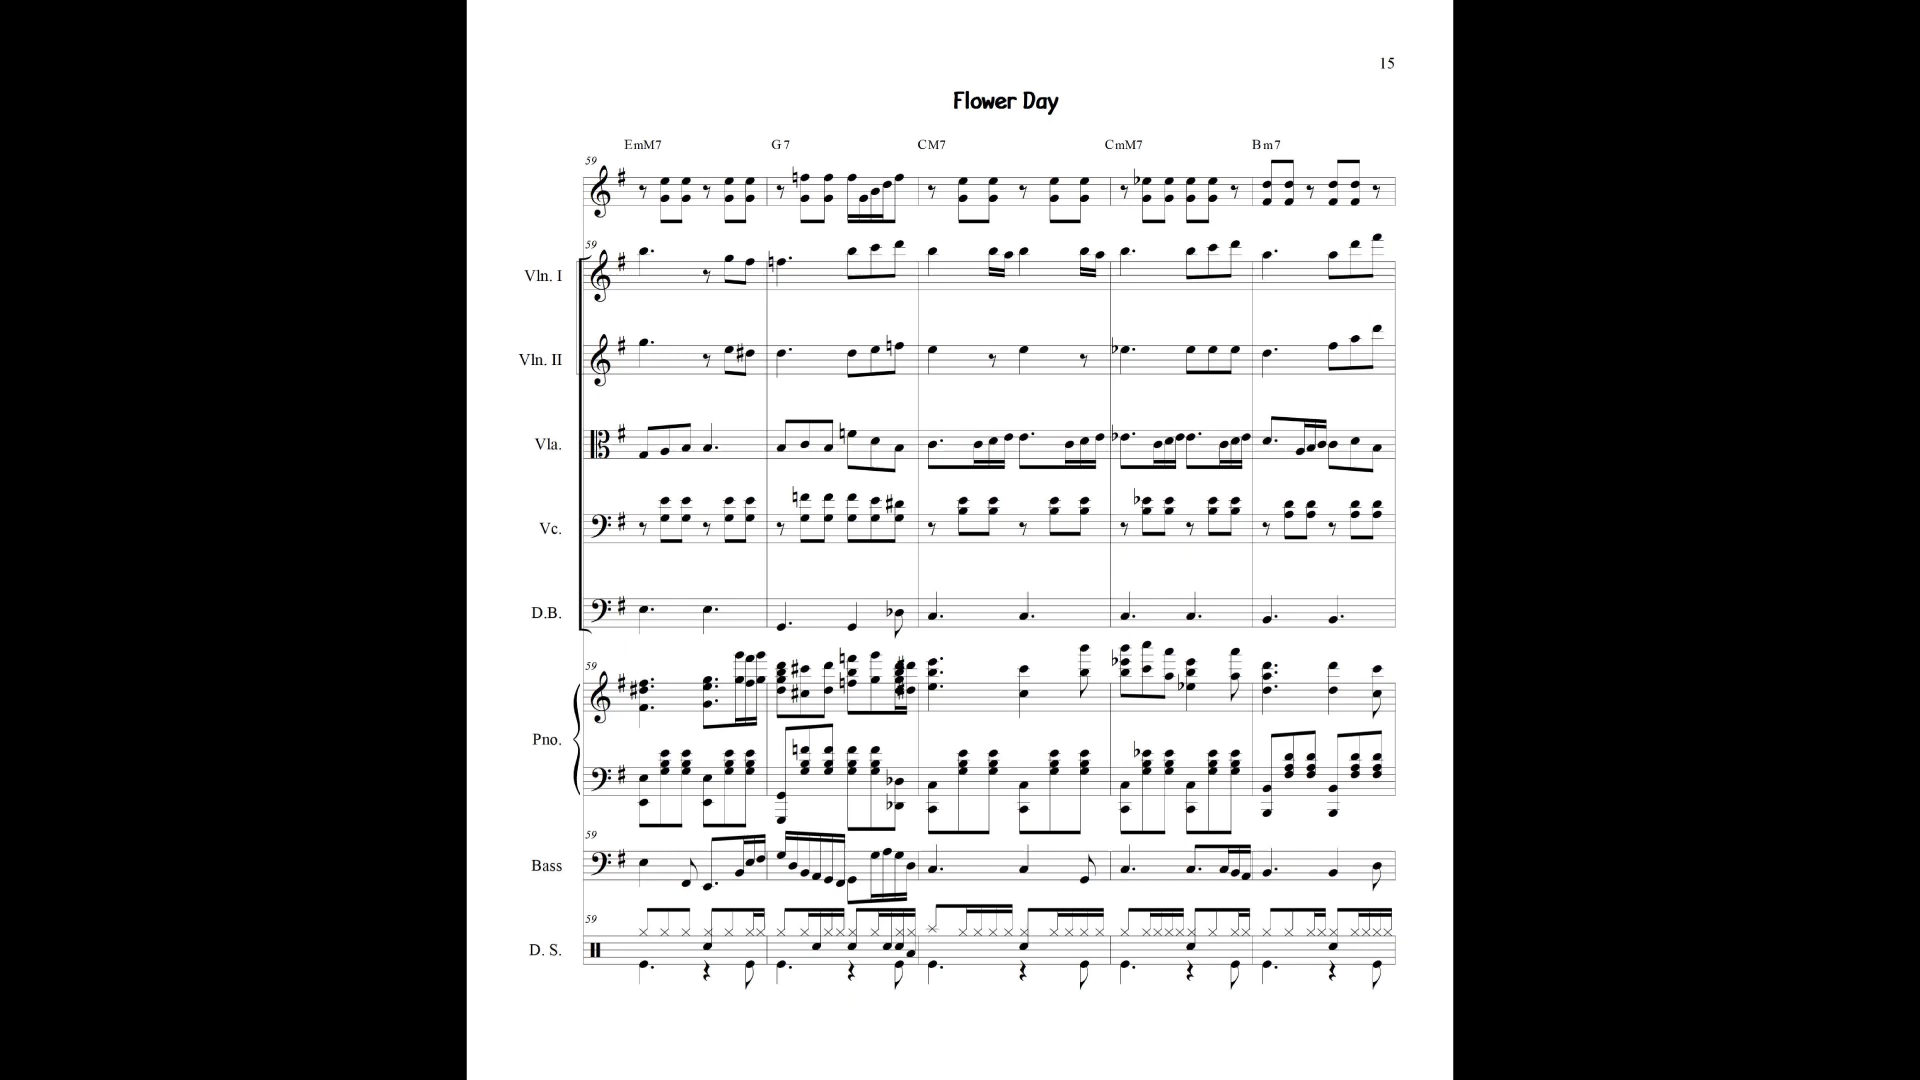 15
Flower Day
EmM7 G7 CM7 CmM7 Bm7
59
59
Vln. I
Vln. II
Vla.
Vc.
D.B.
59
Pno.
59
Bass
59
D. S.